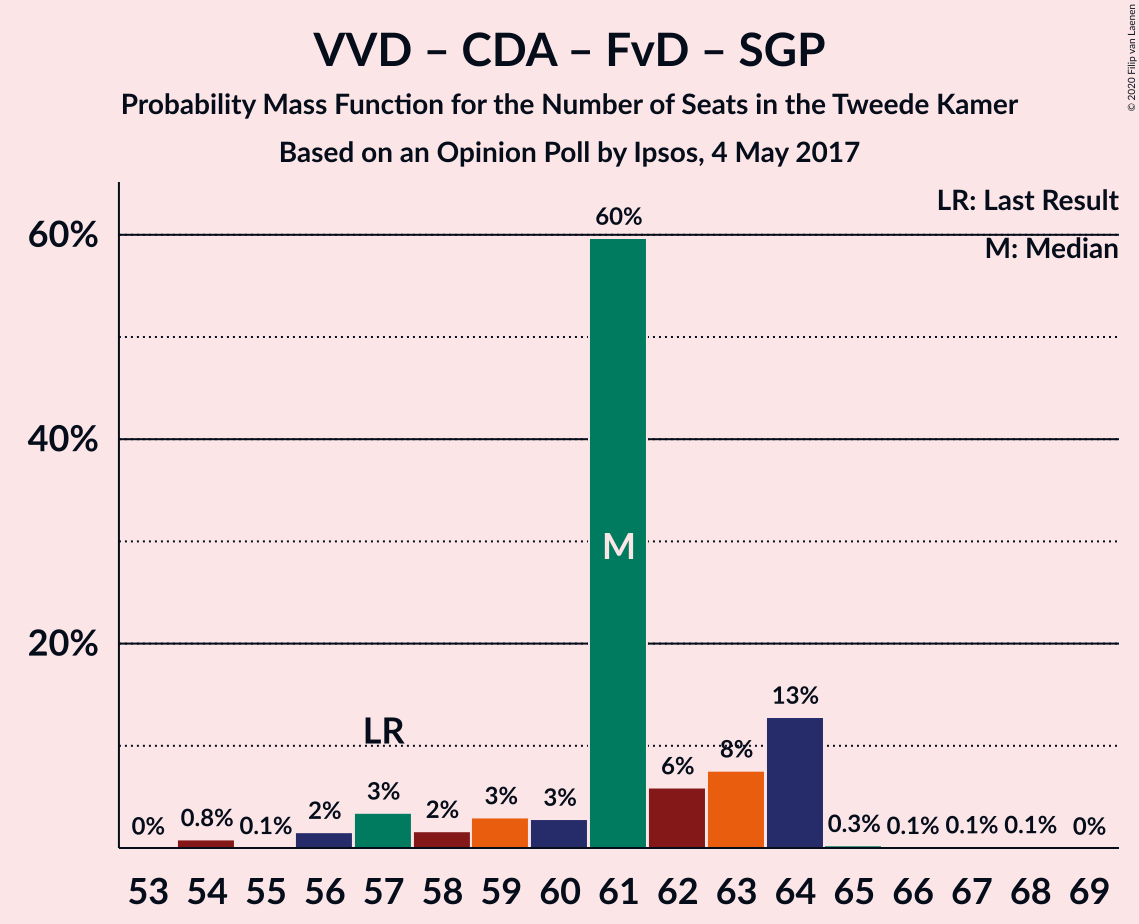 VVD – CDA – FvD – SGP
Probability Mass Function for the Number of Seats in the Tweede Kamer
Based on an Opinion Poll by Ipsos, 4 May 2017
© 2020 Filip van Laenen
LR: Last Result
M: Median
60%
40%
20%
0%
0.8%
0.1%
2%
3%
2%
3%
3%
60%
6%
8%
13%
0.3%
0.1%
0.1%
0.1%
0%
LR
M
53 54 55 56 57 58 59 60 61 62 63 64 65 66 67 68 69